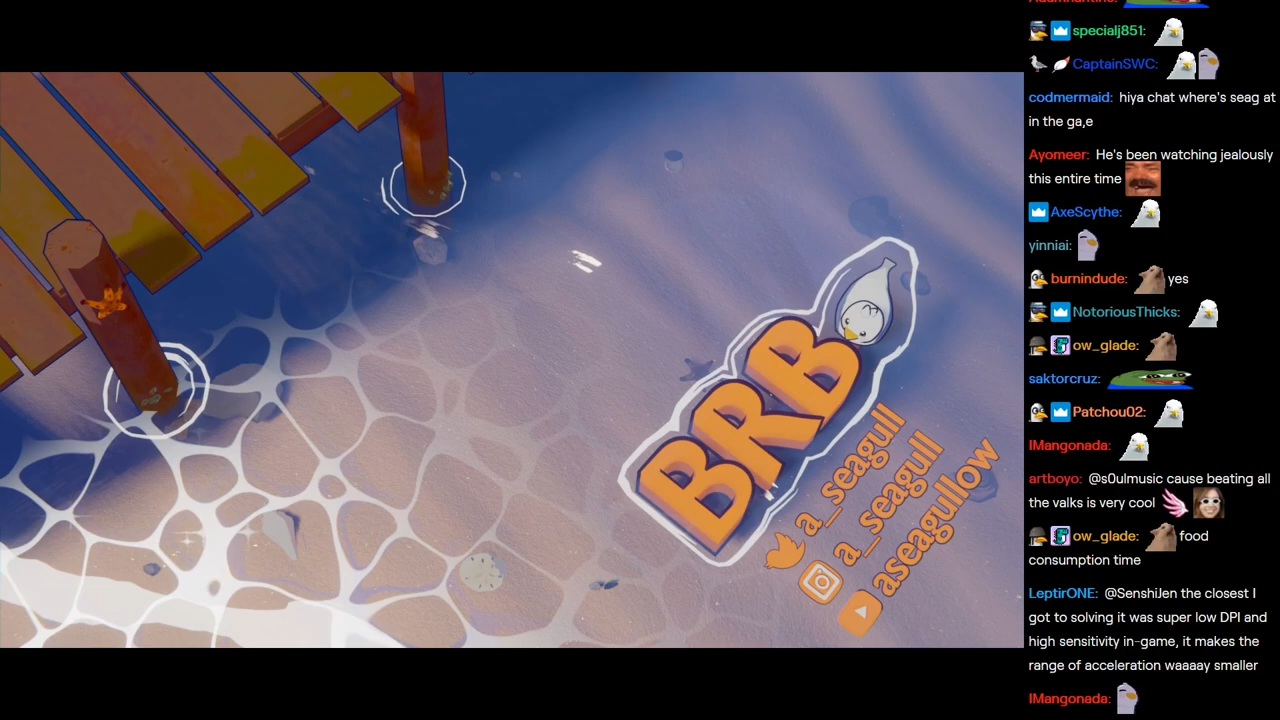 BRB
a_seagull
a_seagull
aseagullow
specialj851:
CaptainSWC:
codmermaid: hiya chat where's seag at
in the ga,e
Ayomeer: He's been watching jealously
this entire time
AxeScythe:
yinniai:
burnindude: yes
NotoriousThicks:
ow_glade:
saktorcruz:
Patchou02:
IMangonada:
artboyo: @s0ulmusic cause beating all
the valks is very cool
ow_glade: food
consumption time
LeptirONE: @SenshiJen the closest I
got to solving it was super low DPI and
high sensitivity in-game, it makes the
range of acceleration waaaay smaller
IMangonada: